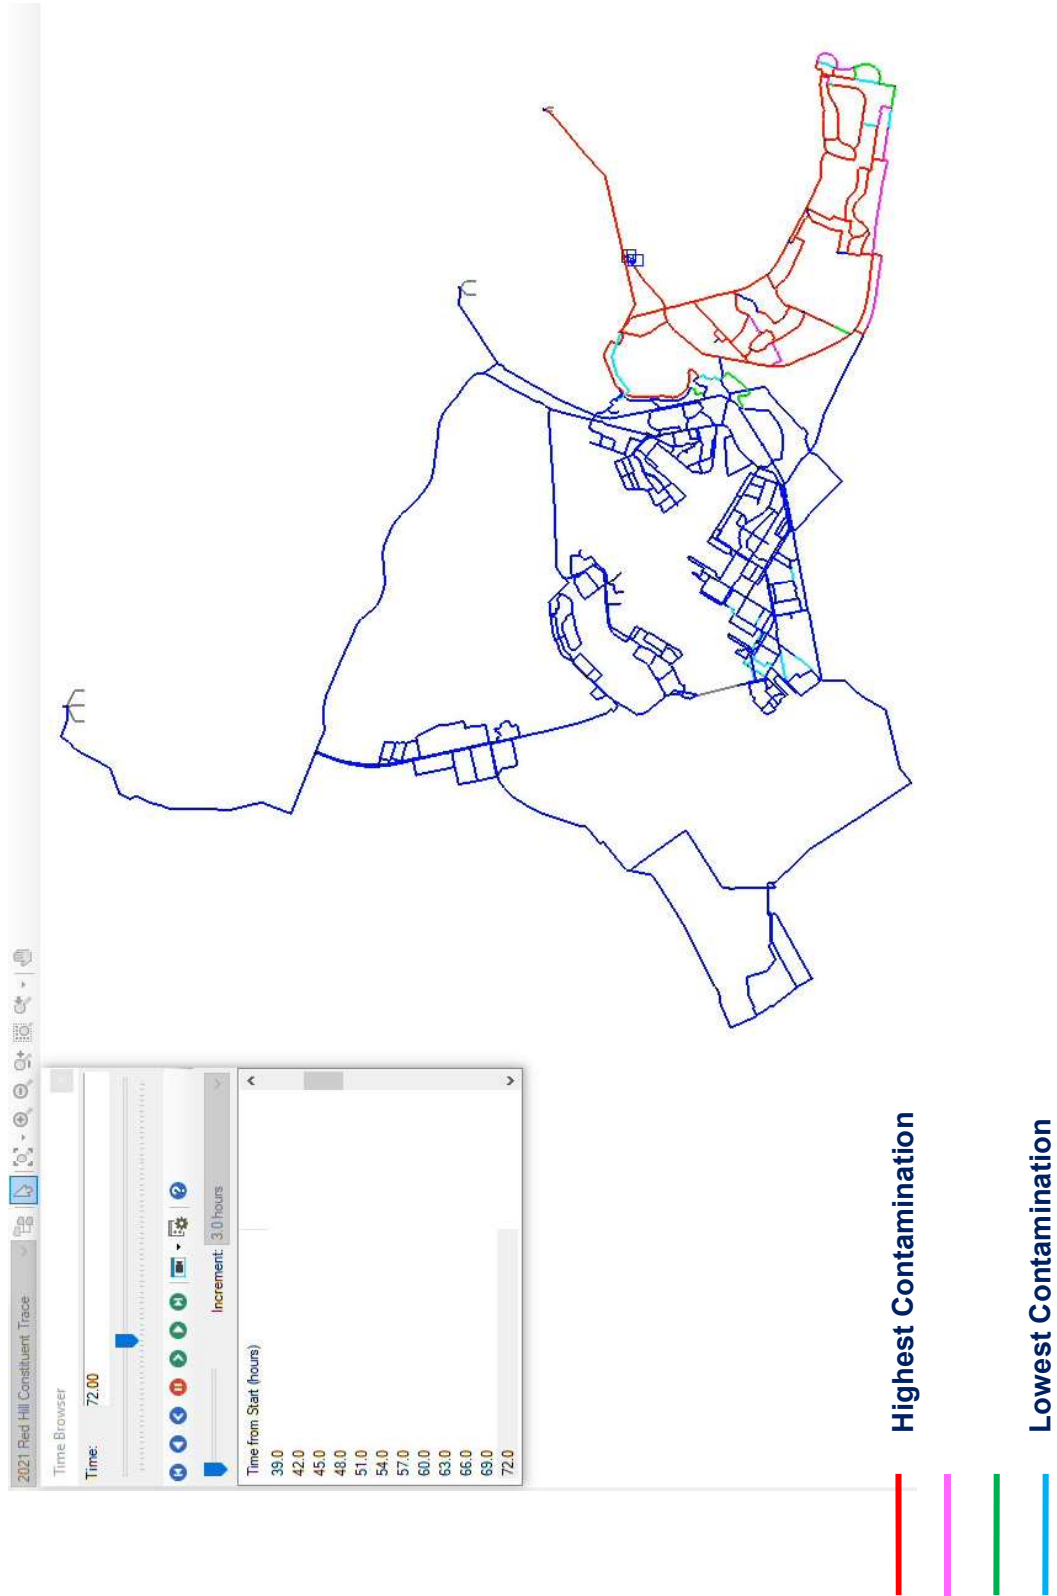 2021 Red Hill Constituent Trace
Time Browser
Time:
72.00
Increment: 3.0 hours
Time from Start (hours)
39.0
42.0
45.0
48.0
51.0
54.0
57.0
60.0
63.0
66.0
69.0
72.0
Highest Contamination
Lowest Contamination